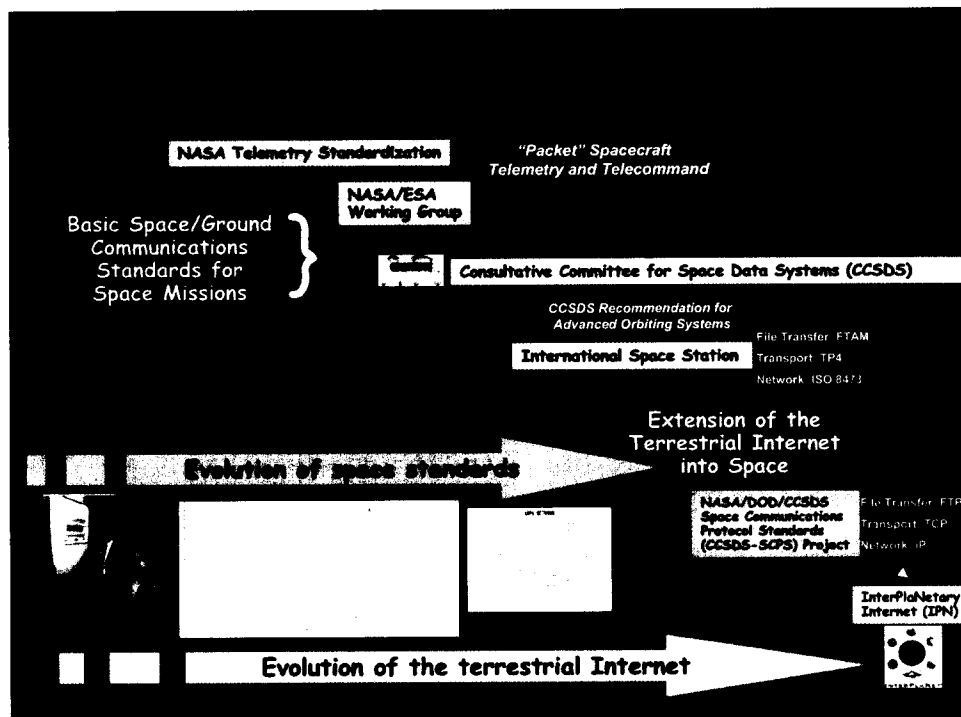 NASA Telemetry Standardization
"Packet" Spacecraft
Telemetry and Telecommand
NASA/ESA
Working Group
Basic Space/Ground
Communications
Standards for
Space Missions
Consultative Committee for Space Data Systems (CCSDS)
CCSDS Recommendation for
Advanced Orbiting Systems
International Space Station
File Transfer FTAM
Transport TP4
Network ISO 8473
Extension of the
Terrestrial Internet
into Space
Evolution of space standards
NASA/DOD/CCSDS
Space Communications
Protocol Standards
(CCSDS-SCPS) Project
File Transfer FTP
Transport TCP
Network IP
InterPlaNetary
Internet (IPN)
Evolution of the terrestrial Internet